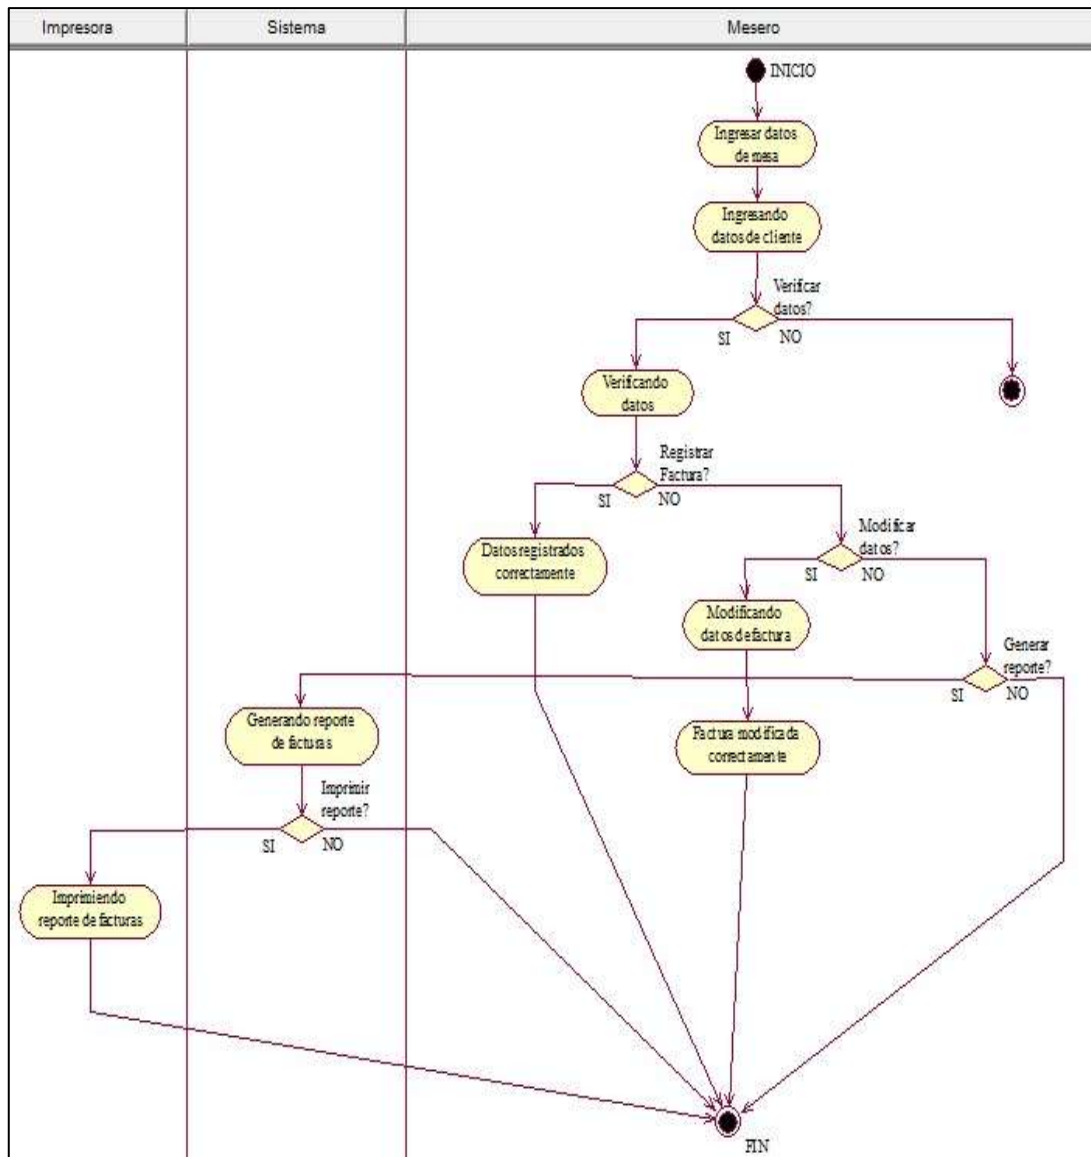 Impresora
Sistema
Mesero
INICIO
Ingresar datos
de mesa
Ingresando
datos de cliente
Verificar
datos?
SI
NO
Verificando
datos
Registrar
Factura?
SI
NO
Datos registrados
correctamente
Modificar
datos?
SI
NO
Modificando
datos de factura
Generar
reporte?
SI
NO
Generando reporte
de facturas
Factura modificada
correctamente
Imprimir
reporte?
SI
NO
Imprimiendo
reporte de facturas
FIN